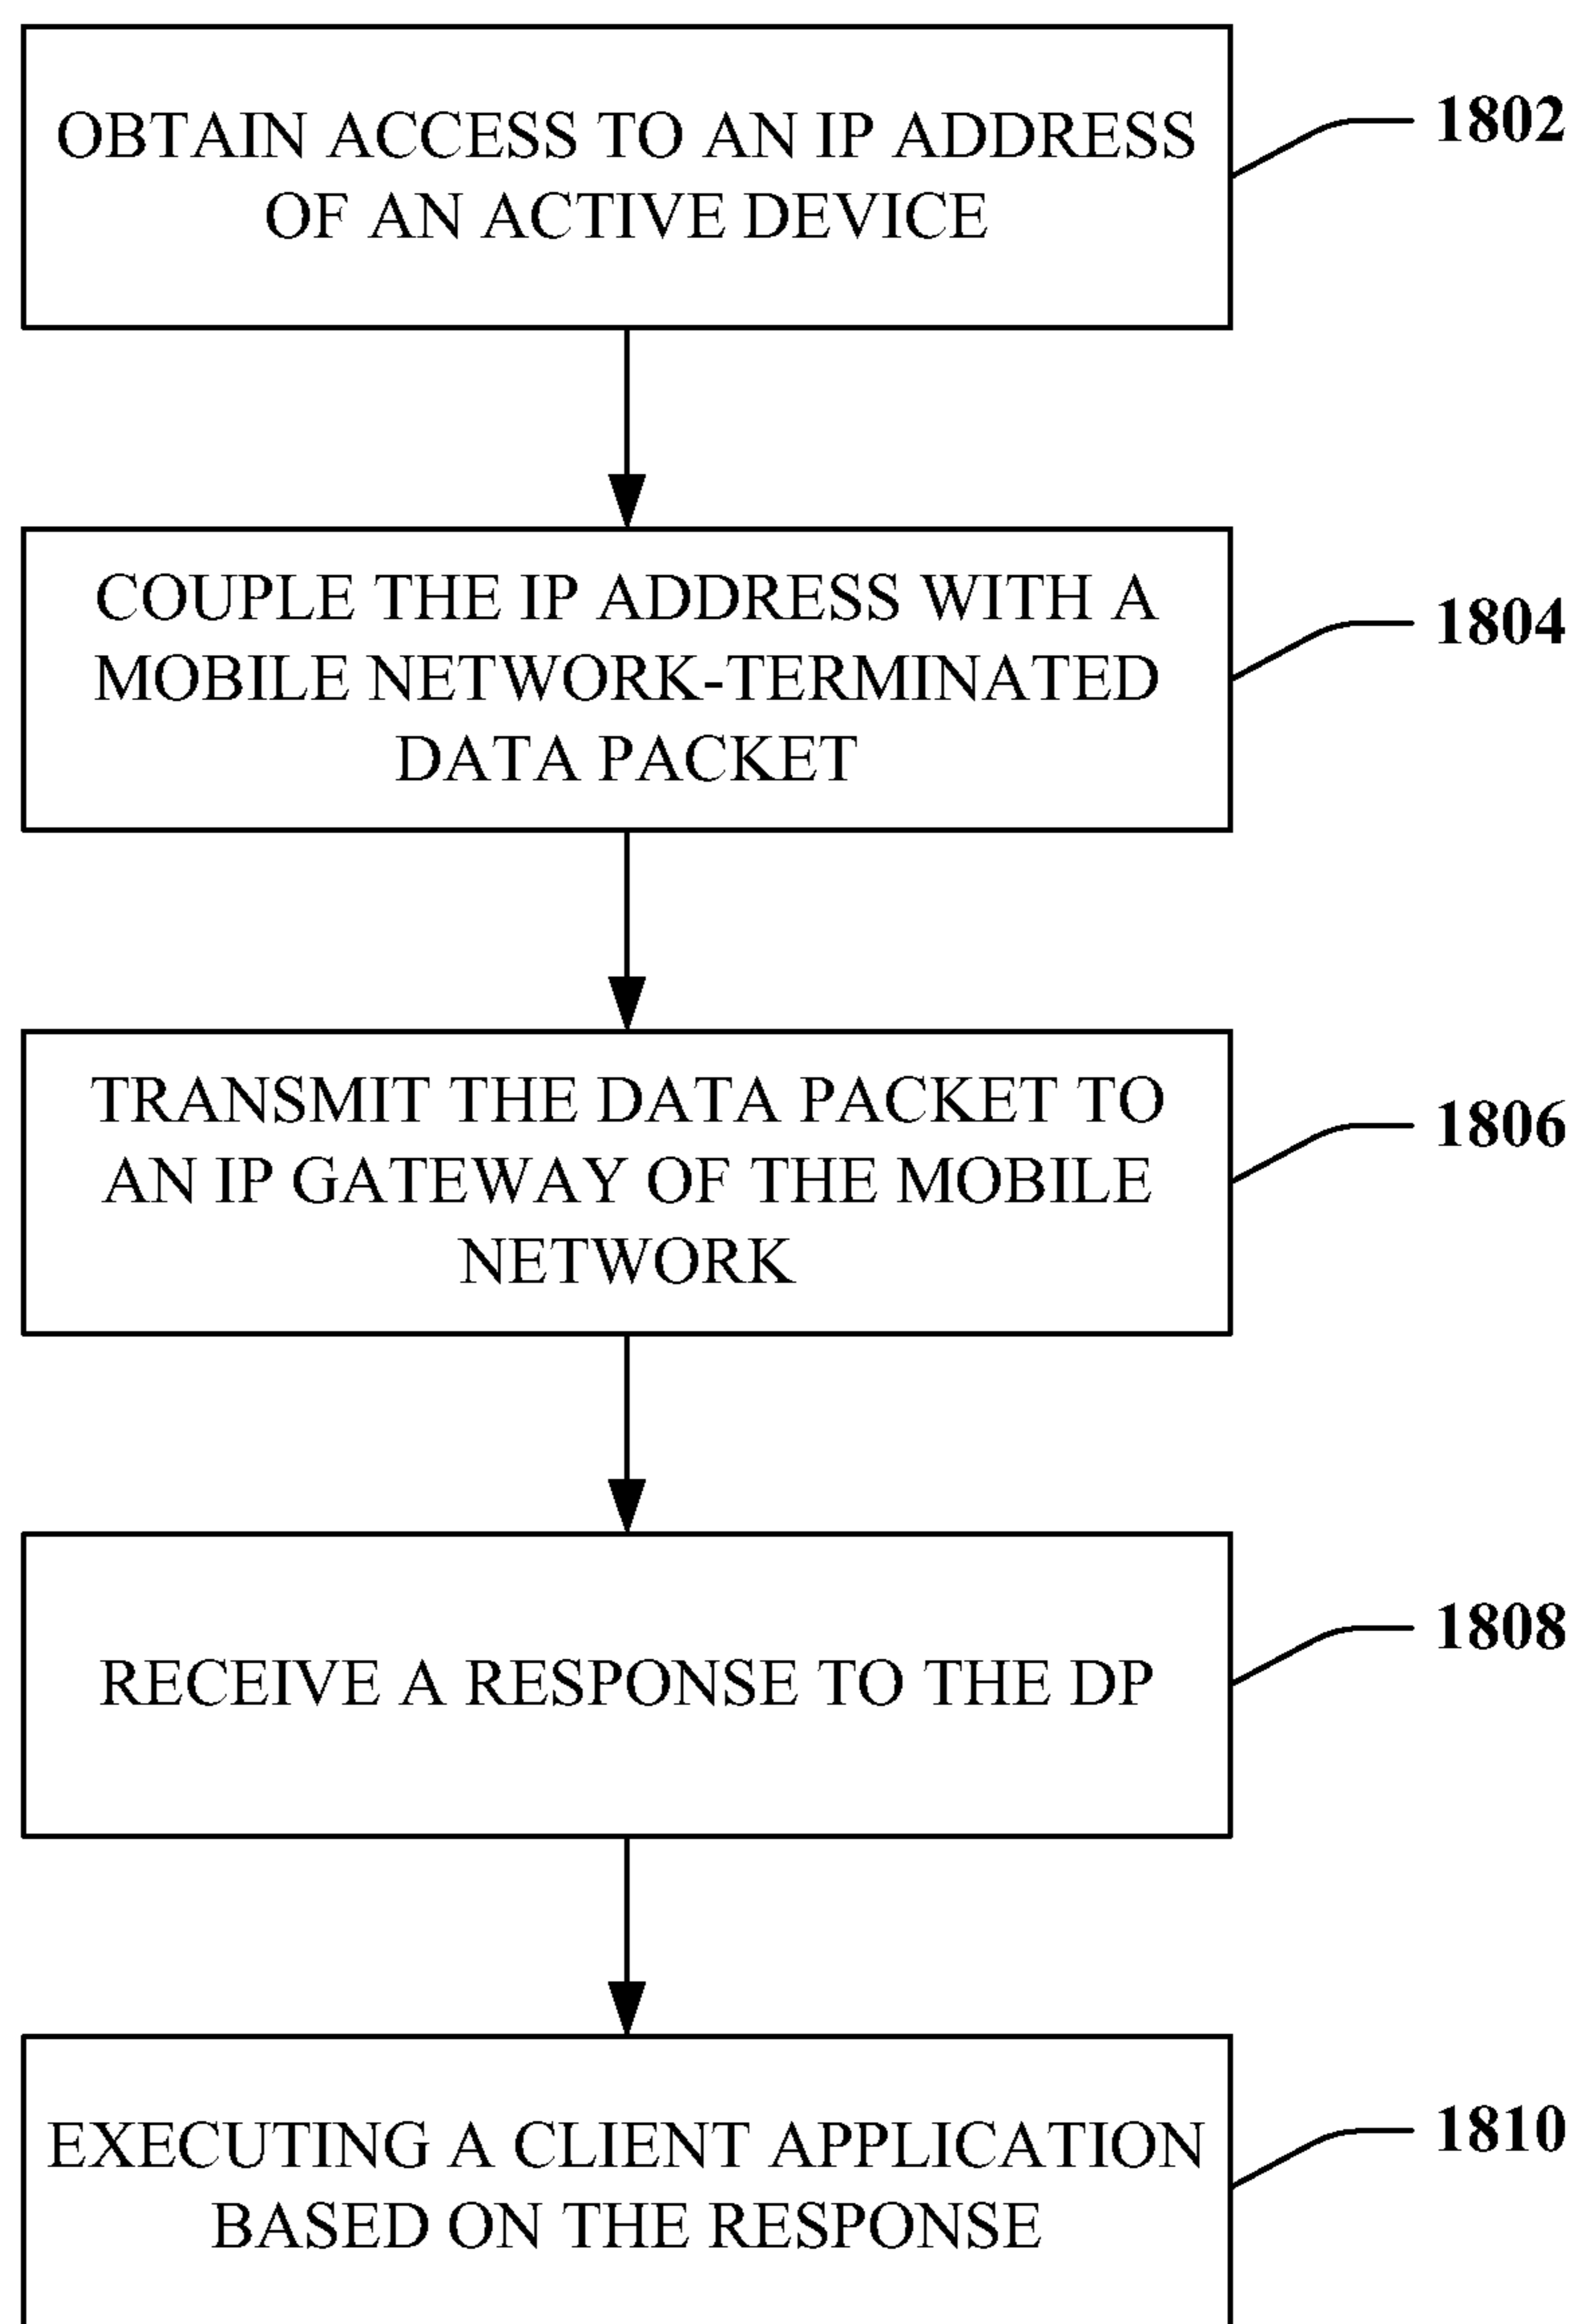 OBTAIN ACCESS TO AN IP ADDRESS
OF AN ACTIVE DEVICE
1802
COUPLE THE IP ADDRESS WITH A
MOBILE NETWORK-TERMINATED
DATA PACKET
1804
TRANSMIT THE DATA PACKET TO
AN IP GATEWAY OF THE MOBILE
NETWORK
1806
RECEIVE A RESPONSE TO THE DP
1808
EXECUTING A CLIENT APPLICATION
BASED ON THE RESPONSE
1810